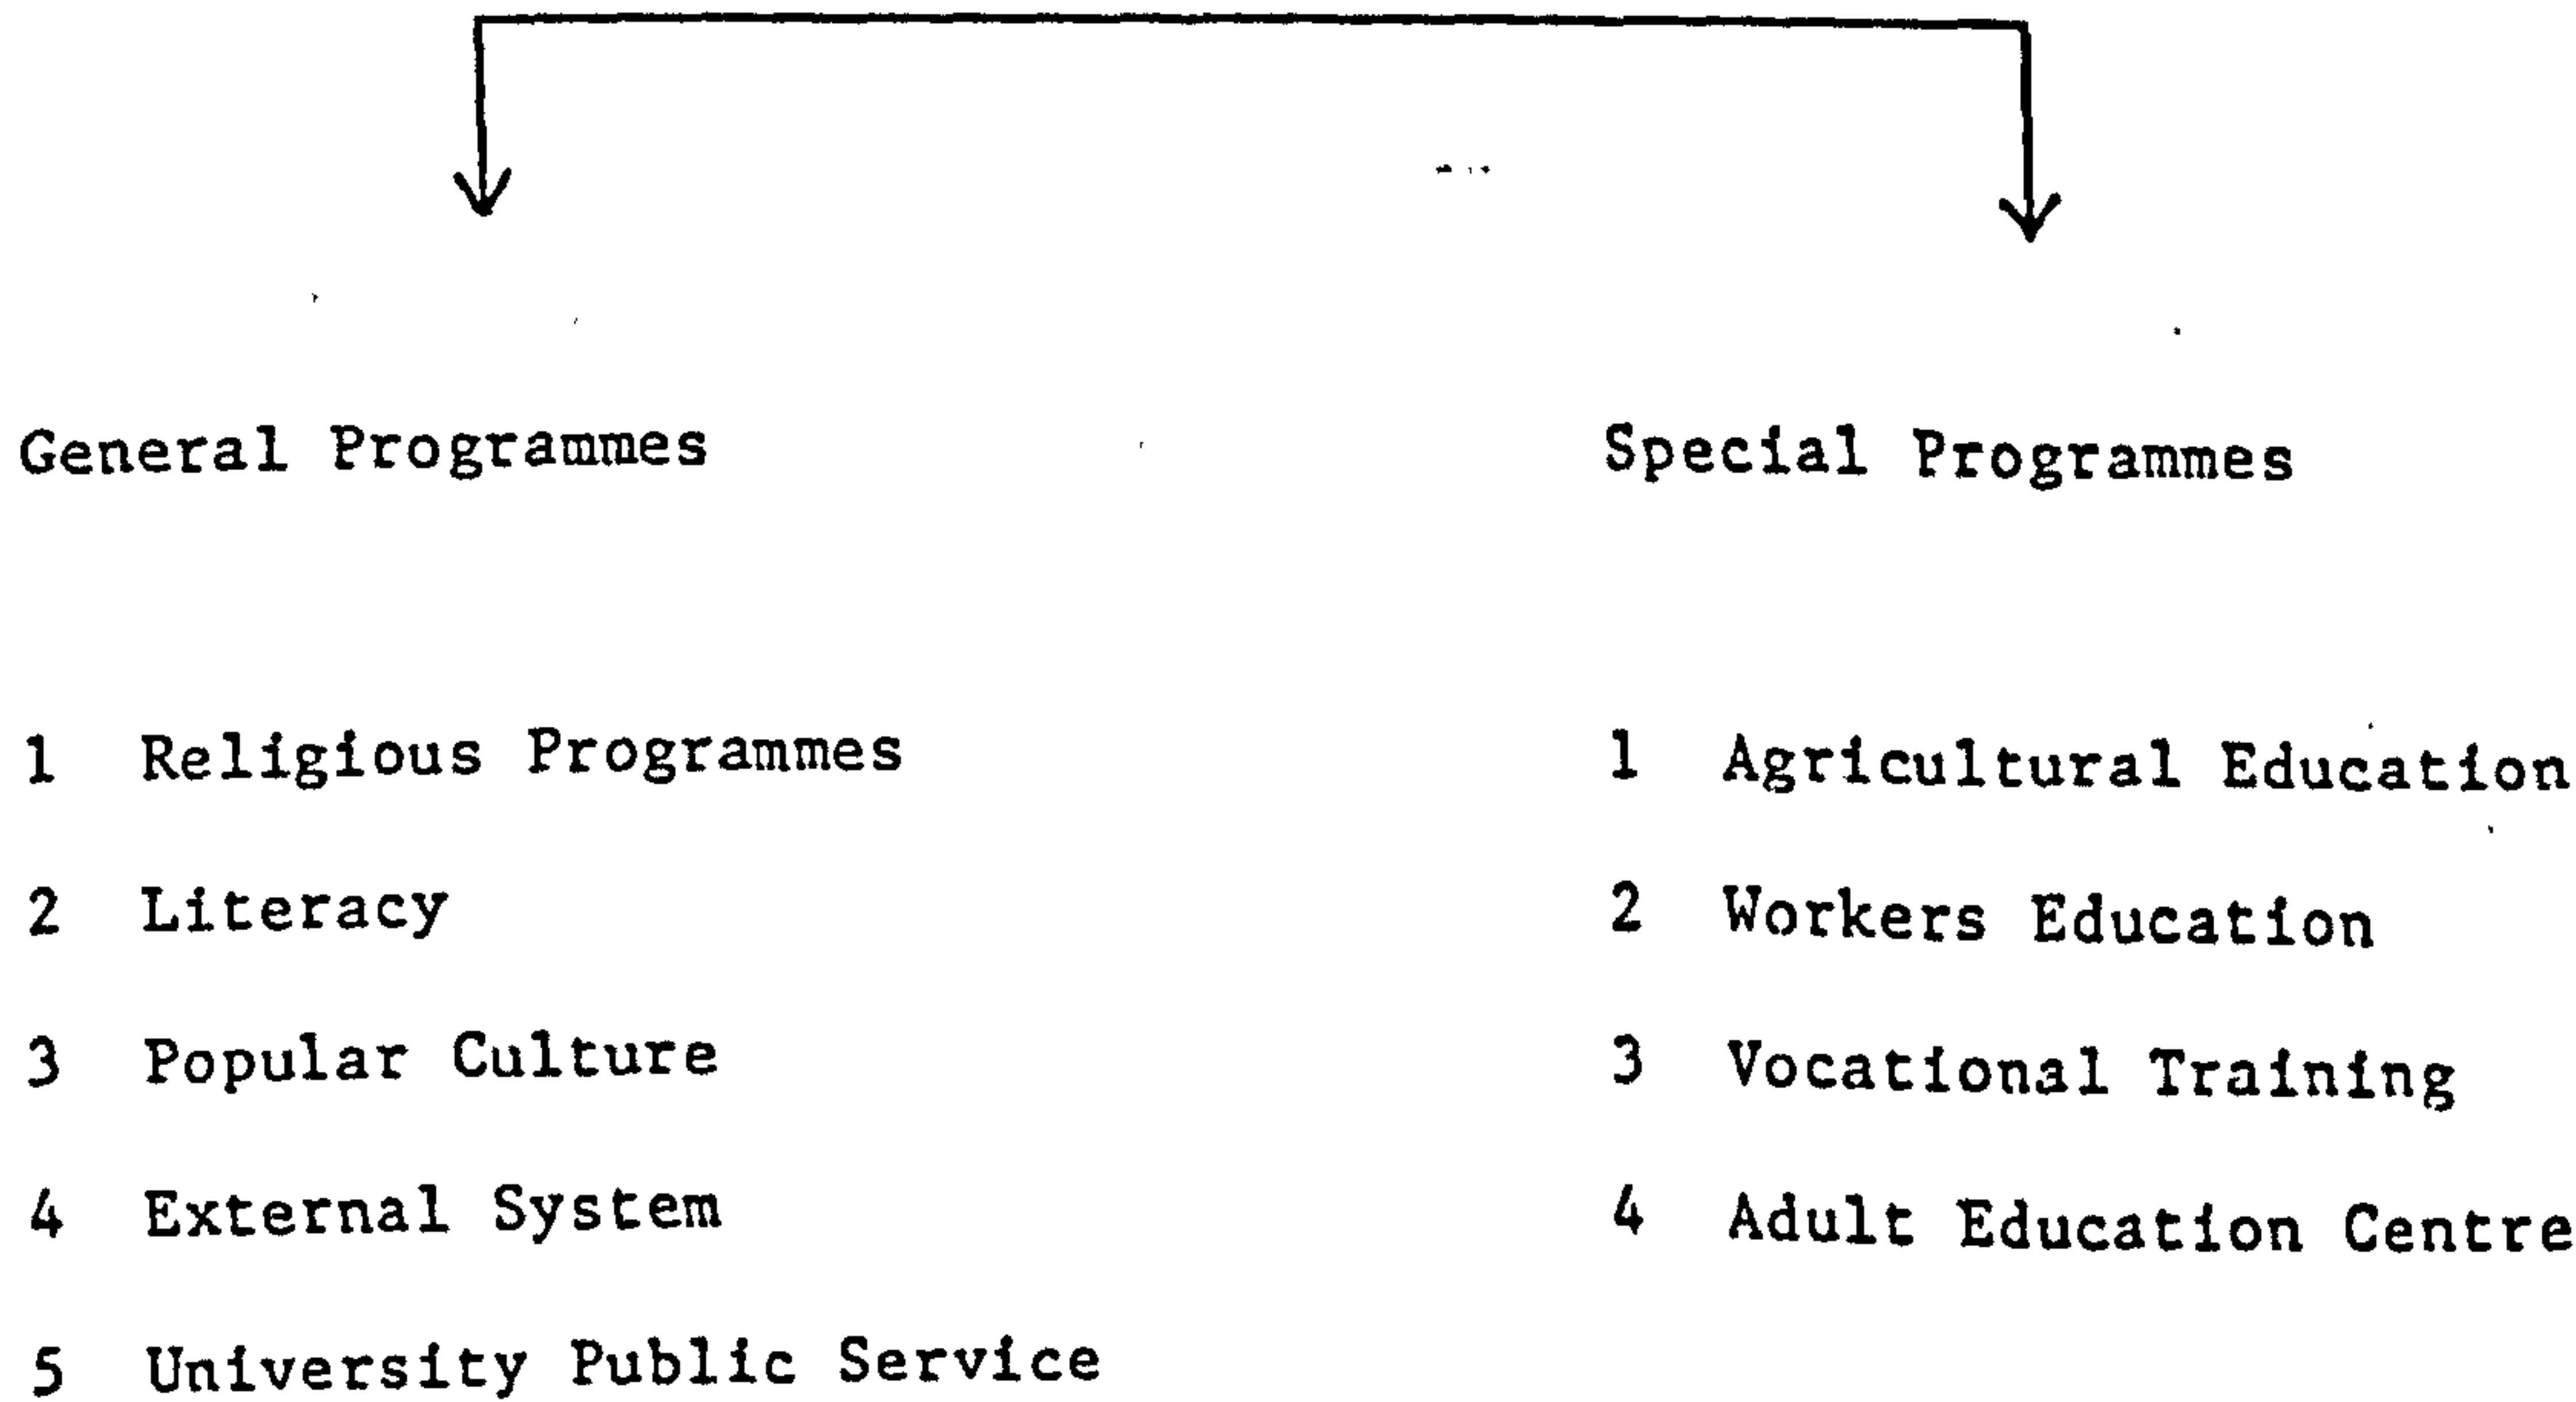 General Programmes
1 Religious Programmes
2 Literacy
3 Popular Culture
4 External System
5 University Public Service
Special Programmes
1 Agricultural Education
2 Workers Education
3 Vocational Training
4 Adult Education Centre